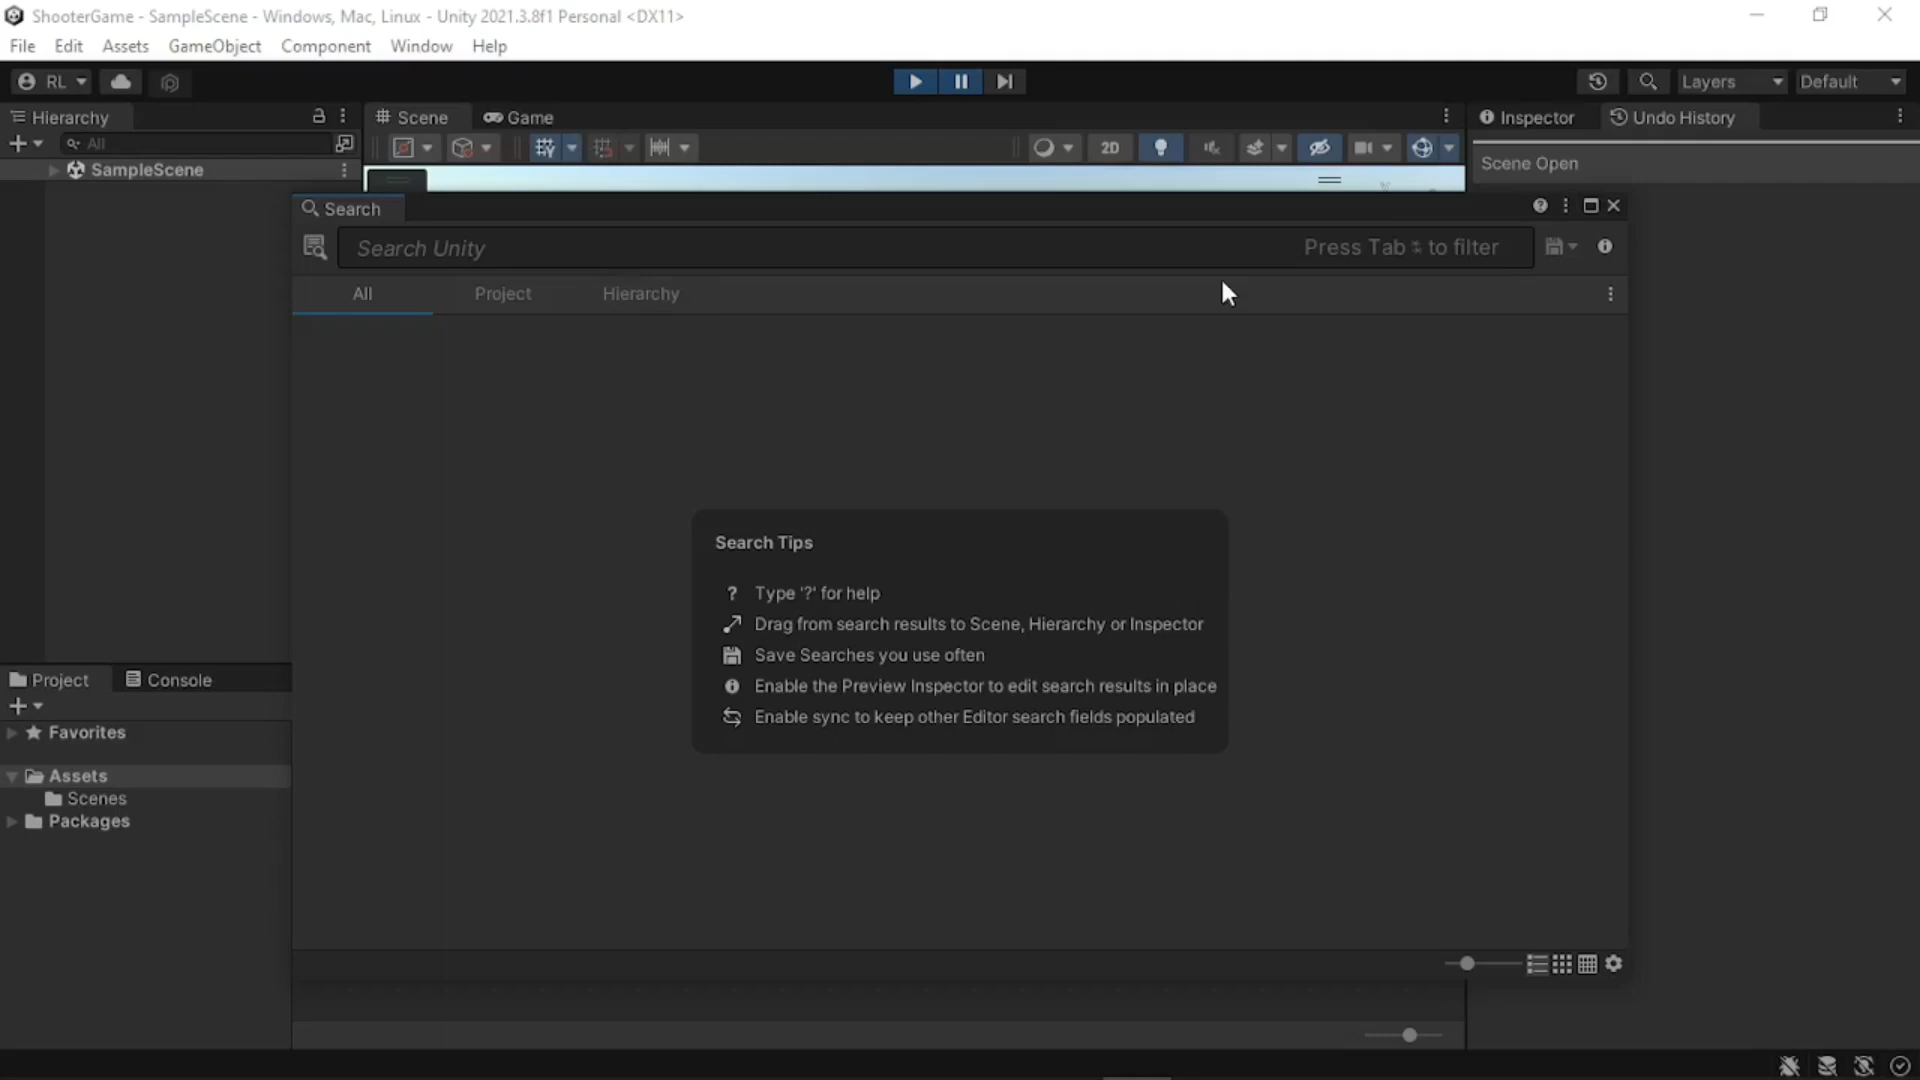 ShooterGame - SampleScene - Windows, Mac, Linux - Unity 2021.3.8f1 Personal <DX11>
File Edit Assets GameObject Component Window Help
RL Layers Default
Hierarchy Scene Game Inspector Undo History
All 2D
SampleScene Scene Open
Search
Search Unity Press Tab to filter
All Project Hierarchy
Search Tips
? Type '?' for help
Drag from search results to Scene, Hierarchy or Inspector
Save Searches you use often
Enable the Preview Inspector to edit search results in place
Enable sync to keep other Editor search fields populated
Project Console
Favorites
Assets
Scenes
Packages